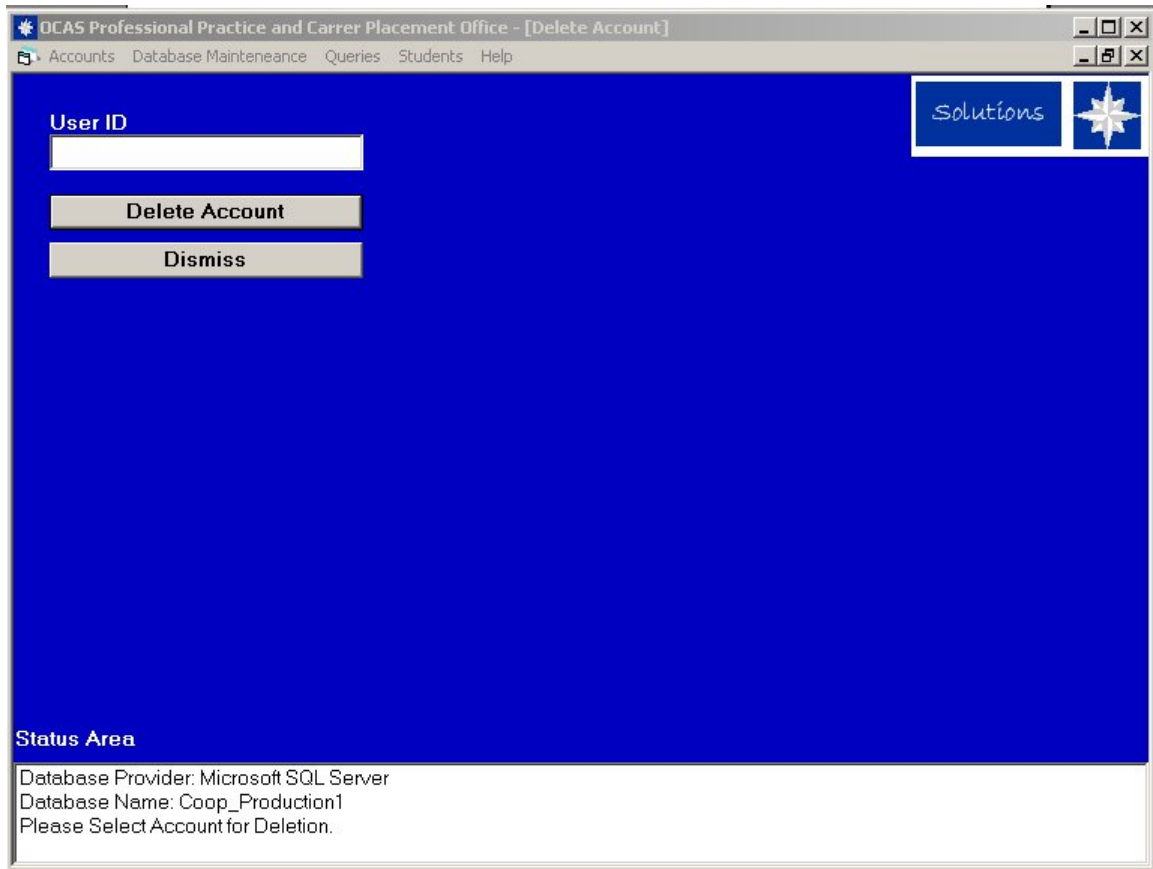 OCAS Professional Practice and Carrer Placement Office - [Delete Account]
Accounts Database Mainteneance Queries Students Help
Solutions
User ID
Delete Account
Dismiss
Status Area
Database Provider: Microsoft SQL Server
Database Name: Coop_Production1
Please Select Account for Deletion.